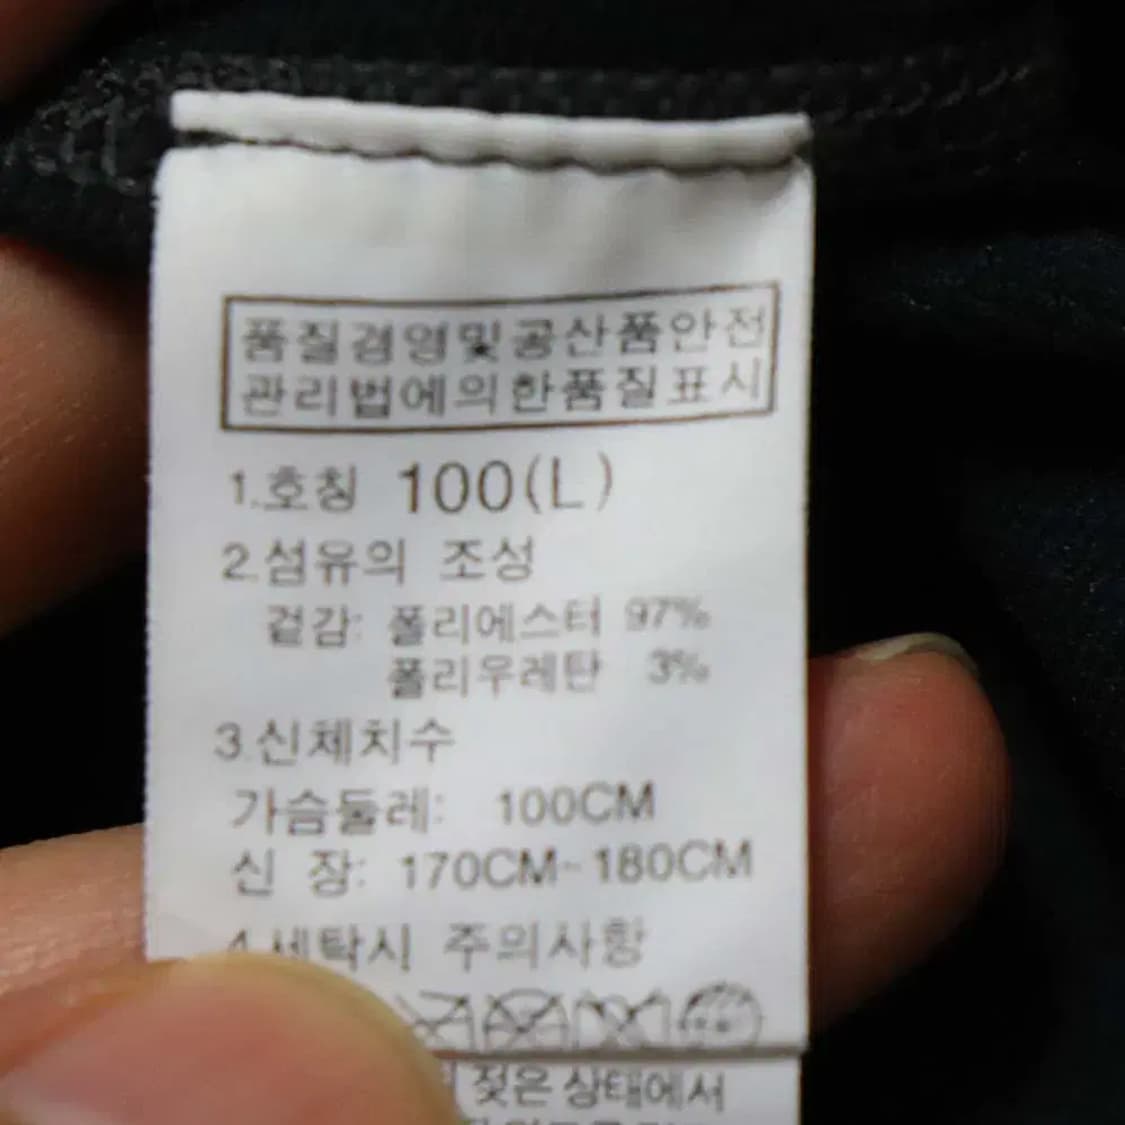 품질경영및공산품안전
관리법에의한품질표시
1.호칭 100(L)
2.섬유의 조성
겉감: 폴리에스터 97%
폴리우레탄 3%
3.신체치수
가슴둘레: 100CM
신 장: 170CM~180CM
4.세탁시 주의사항
젖은 상태에서